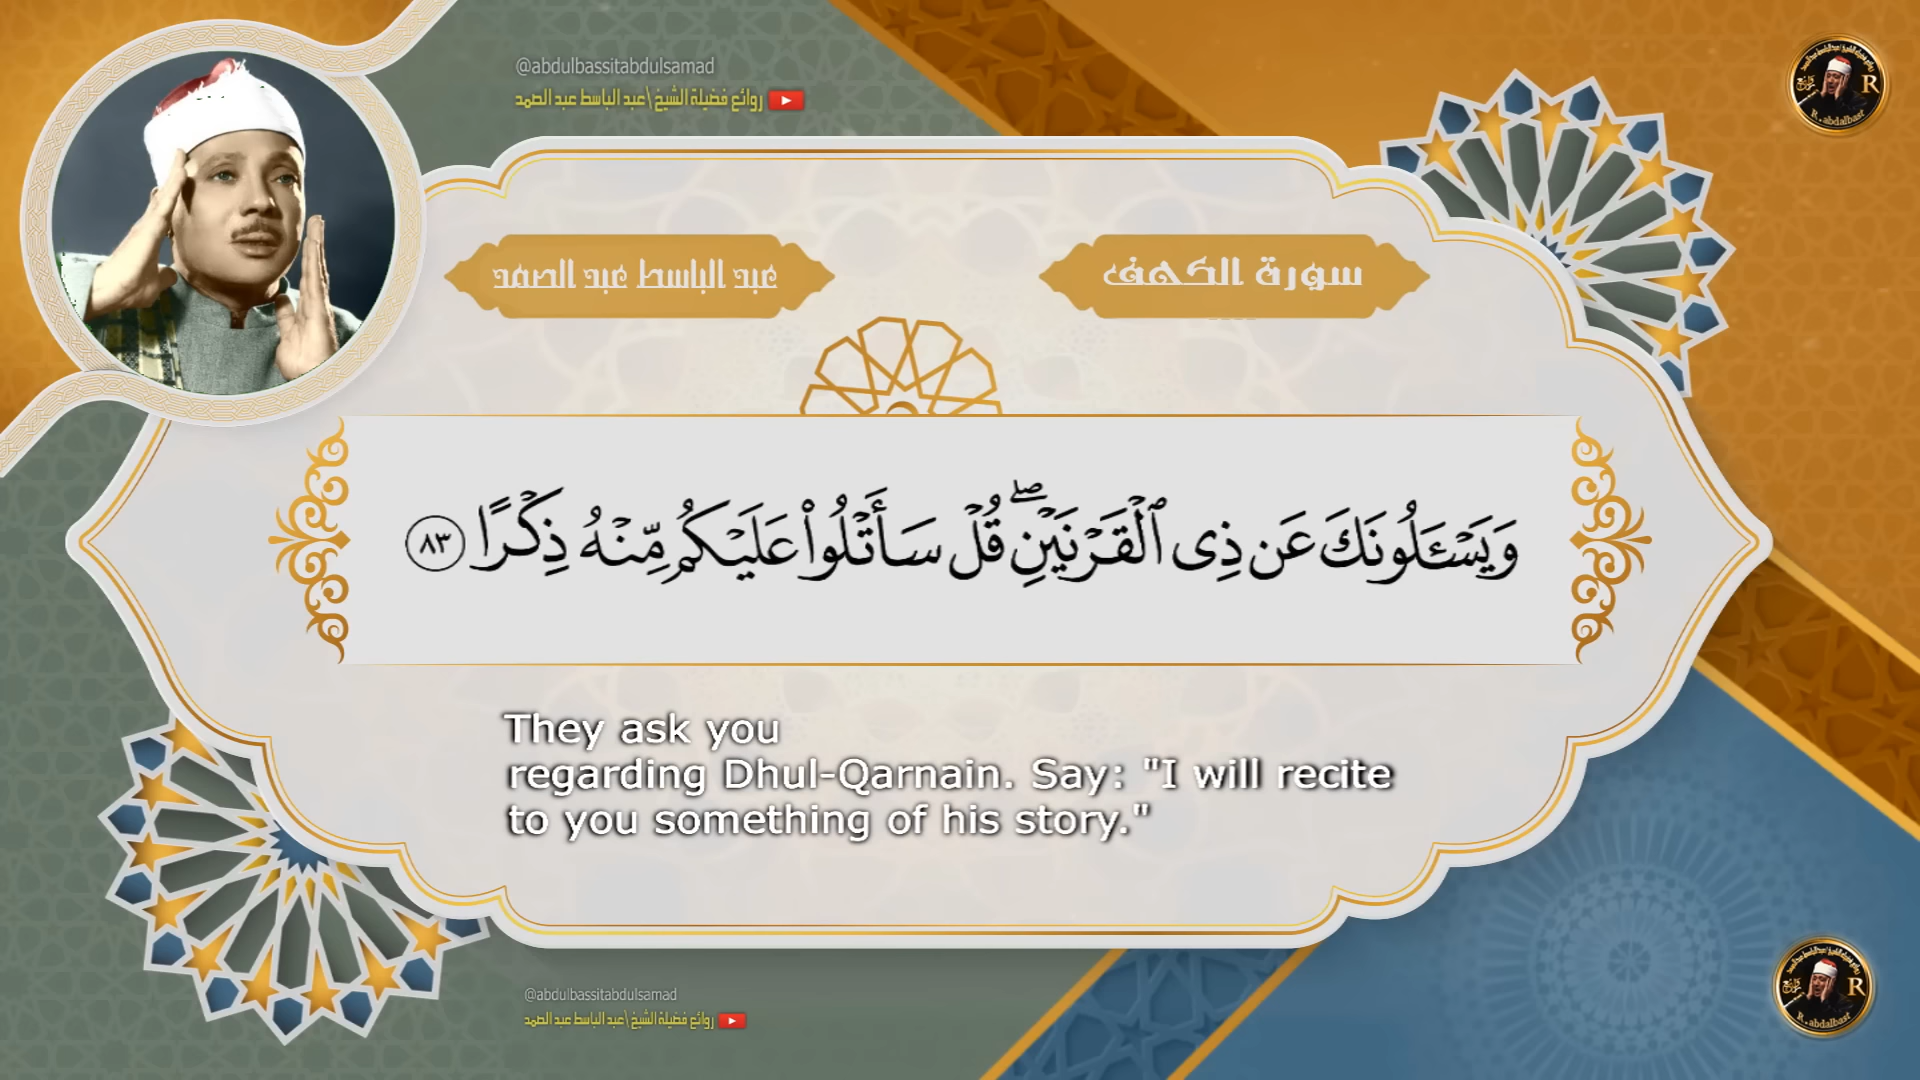 @abdulbassitabdulsamad
روائع فضيلة الشيخ \ عبد الباسط عبد الصمد
R
R.abdalbast
عبد الباسط عبد الصمد
سورة الكهف
وَيَسْـَٔلُونَكَ عَن ذِى ٱلْقَرْنَيْنِ ۖ قُلْ سَأَتْلُوا۟ عَلَيْكُم مِّنْهُ ذِكْرًا ٨٣
They ask you
regarding Dhul-Qarnain. Say: "I will recite
to you something of his story."
@abdulbassitabdulsamad
روائع فضيلة الشيخ \ عبد الباسط عبد الصمد
R
R.abdalbast